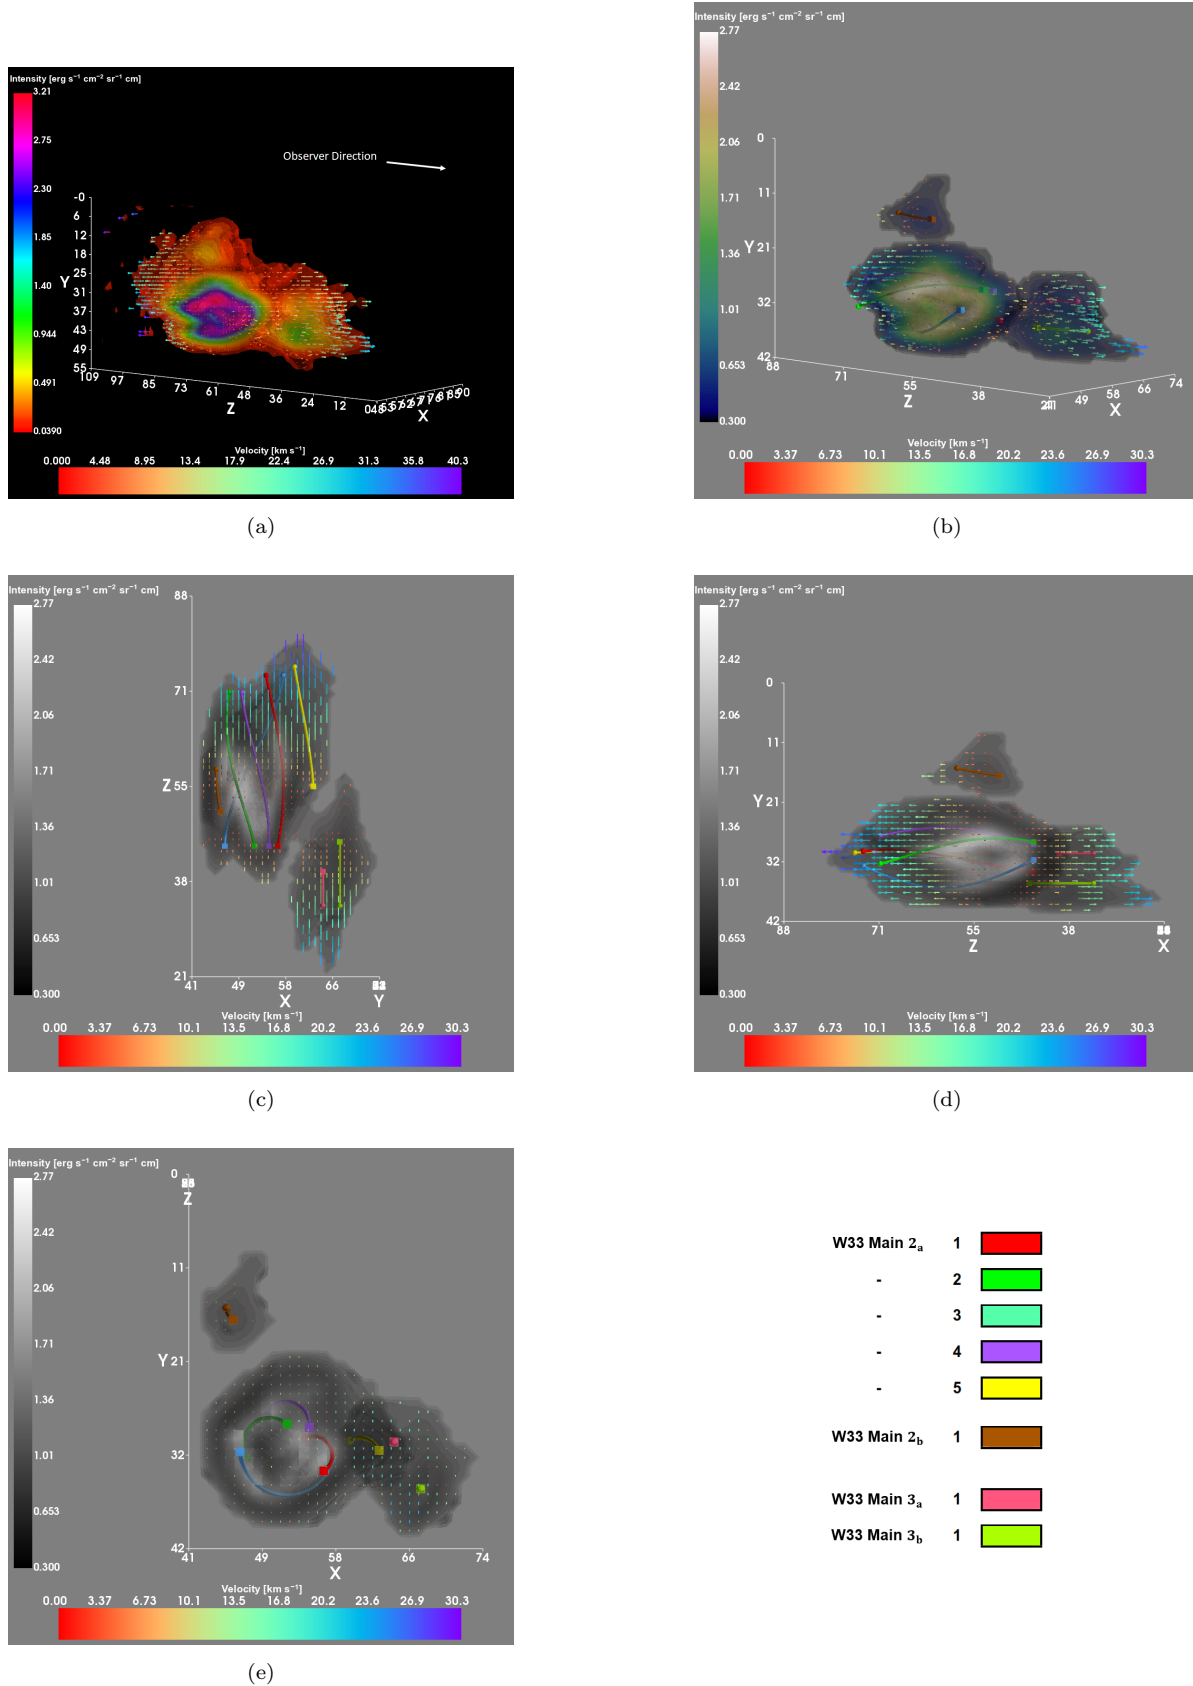 Intensity [erg s⁻¹ cm⁻² sr⁻¹ cm]
3.21
2.75
2.30
1.85
1.40
0.944
0.491
0.0390
Observer Direction
-0
6
12
18
25
31
37
43
49
55
Y
109 97 85 73 61 48 36 24 12
Z
X
Velocity [km s⁻¹]
0.000 4.48 8.95 13.4 17.9 22.4 26.9 31.3 35.8 40.3
(a)
Intensity [erg s⁻¹ cm⁻² sr⁻¹ cm]
2.77
2.42
2.06
1.71
1.36
1.01
0.653
0.300
0
11
21
32
42
Y
88 71 55 38
Z
49 58 66 74
X
Velocity [km s⁻¹]
0.00 3.37 6.73 10.1 13.5 16.8 20.2 23.6 26.9 30.3
(b)
Intensity [erg s⁻¹ cm⁻² sr⁻¹ cm]
2.77
2.42
2.06
1.71
1.36
1.01
0.653
0.300
88
71
Z 55
38
21
41 49 58 66
X Y
Velocity [km s⁻¹]
0.00 3.37 6.73 10.1 13.5 16.8 20.2 23.6 26.9 30.3
(c)
Intensity [erg s⁻¹ cm⁻² sr⁻¹ cm]
2.77
2.42
2.06
1.71
1.36
1.01
0.653
0.300
0
11
Y 21
32
42
88 71 55 38
Z X
Velocity [km s⁻¹]
0.00 3.37 6.73 10.1 13.5 16.8 20.2 23.6 26.9 30.3
(d)
Intensity [erg s⁻¹ cm⁻² sr⁻¹ cm]
2.77
2.42
2.06
1.71
1.36
1.01
0.653
0.300
0
Z
11
Y 21
32
42
41 49 58 66 74
X
Velocity [km s⁻¹]
0.00 3.37 6.73 10.1 13.5 16.8 20.2 23.6 26.9 30.3
(e)
W33 Main 2ₐ 1
- 2
- 3
- 4
- 5
W33 Main 2_b 1
W33 Main 3ₐ 1
W33 Main 3_b 1